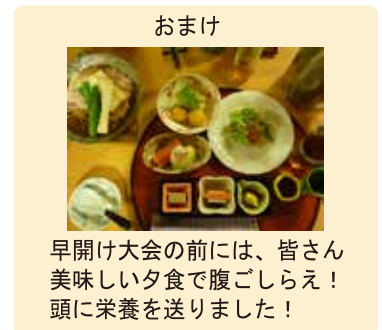 おまけ
早開け大会の前には、皆さん
美味しい夕食で腹ごしらえ！
頭に栄養を送りました！